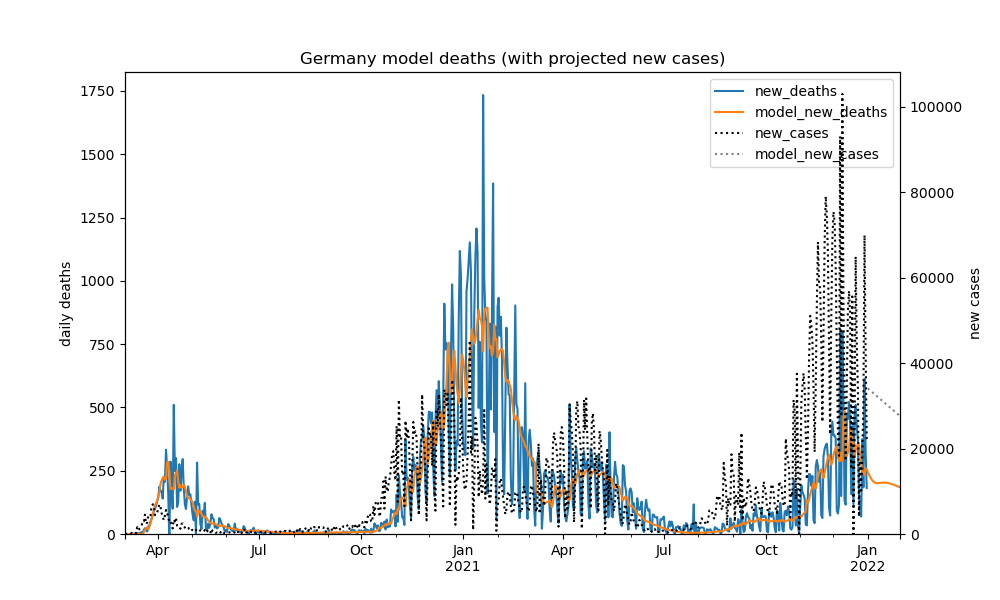 Germany model deaths (with projected new cases)
new_deaths
model_new_deaths
new_cases
model_new_cases
daily deaths
1750
1500
1250
1000
750
500
250
0
new cases
100000
80000
60000
40000
20000
0
Apr Jul Oct Jan Apr Jul Oct Jan
2021 2022